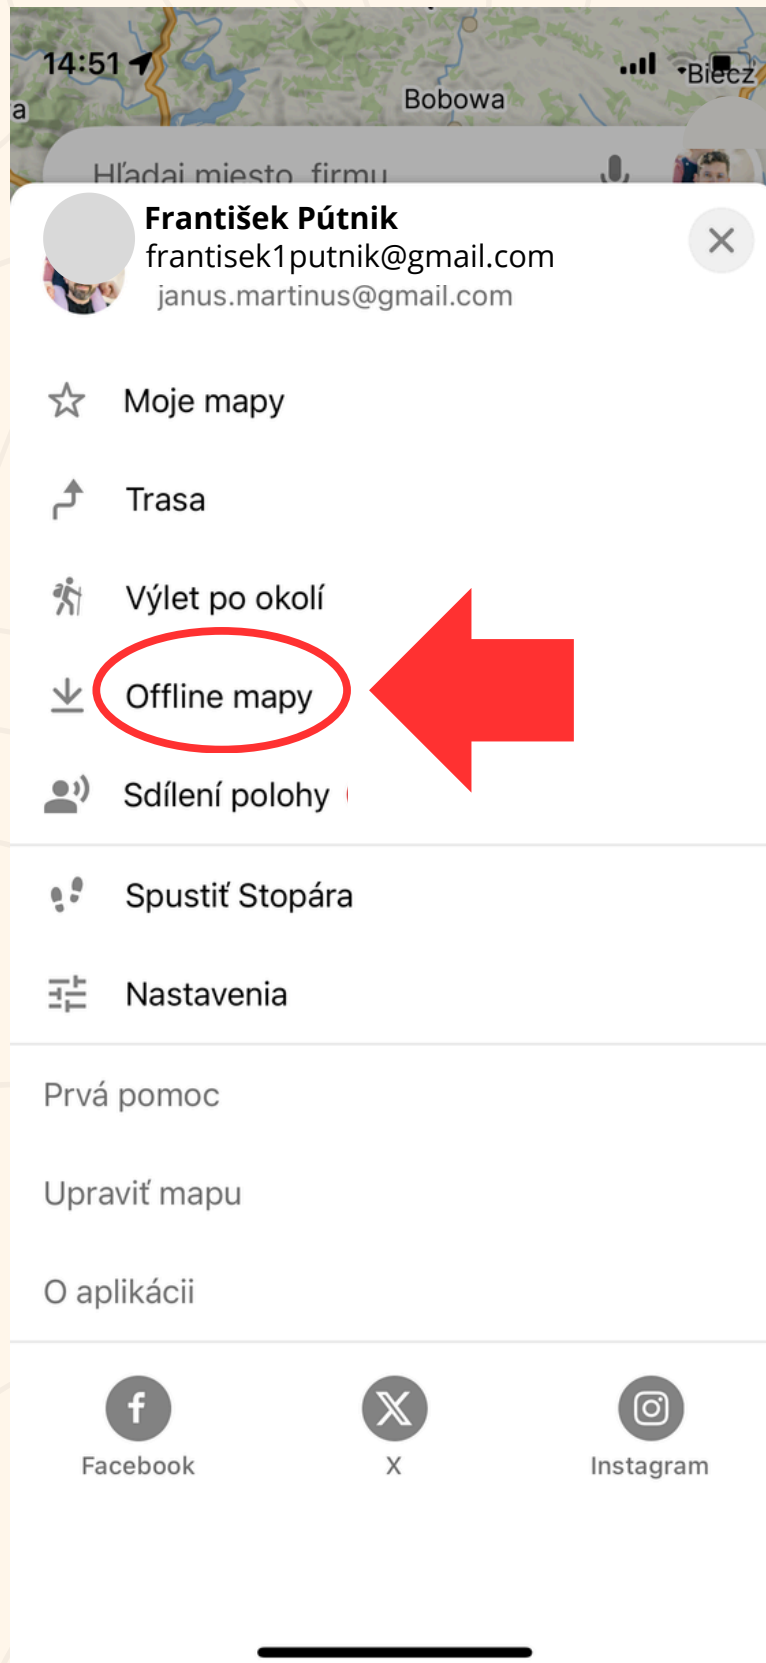 14:51
Biecz
Bobowa
a
Hľadaj miesto, firmu
František Pútnik
frantisek1putnik@gmail.com
janus.martinus@gmail.com
Moje mapy
Trasa
Výlet po okolí
Offline mapy
Sdílení polohy
Spustiť Stopára
Nastavenia
Prvá pomoc
Upraviť mapu
O aplikácii
Facebook
X
Instagram